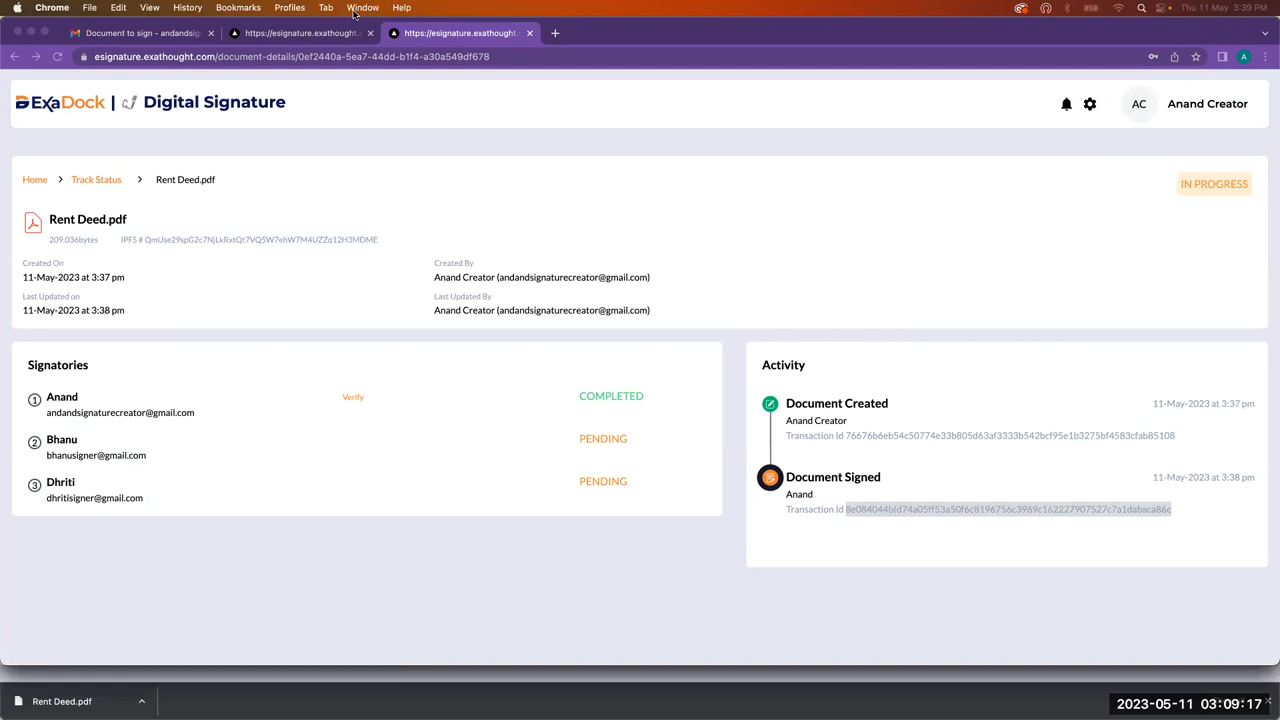 Chrome File Edit View History Bookmarks Profiles Tab Window Help Thu 11 May 3:39 PM
Document to sign - andandsig × https://esignature.exathought. × https://esignature.exathought. × +
esignature.exathought.com/document-details/0ef2440a-5ea7-44dd-b1f4-a30a549df678 A
ExaDock | Digital Signature AC Anand Creator
Home > Track Status > Rent Deed.pdf IN PROGRESS
Rent Deed.pdf
209.036bytes IPFS # QmUse29spG2c7NjLkRxtQt7VQ5W7ehW7M4UZZq12H3MDME
Created On Created By
11-May-2023 at 3:37 pm Anand Creator (andandsignaturecreator@gmail.com)
Last Updated on Last Updated By
11-May-2023 at 3:38 pm Anand Creator (andandsignaturecreator@gmail.com)
Signatories
1 Anand Verify COMPLETED
andandsignaturecreator@gmail.com
2 Bhanu PENDING
bhanusigner@gmail.com
3 Dhriti PENDING
dhritisigner@gmail.com
Activity
Document Created 11-May-2023 at 3:37 pm
Anand Creator
Transaction Id 76676b6eb54c50774e33b805d63af3333b542bcf95e1b3275bf4583cfab85108
Document Signed 11-May-2023 at 3:38 pm
Anand
Transaction Id
Rent Deed.pdf
2023-05-11 03:09:17